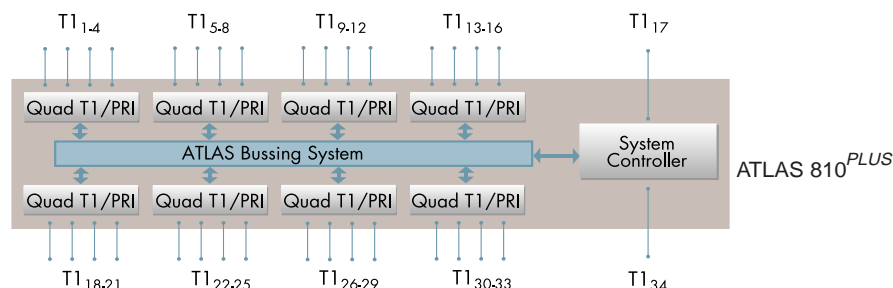 T1 1-4 T1 5-8 T1 9-12 T1 13-16 T1 17
Quad T1/PRI Quad T1/PRI Quad T1/PRI Quad T1/PRI
ATLAS Bussing System
System
Controller
ATLAS 810 PLUS
Quad T1/PRI Quad T1/PRI Quad T1/PRI Quad T1/PRI
T1 18-21 T1 22-25 T1 26-29 T1 30-33 T1 34